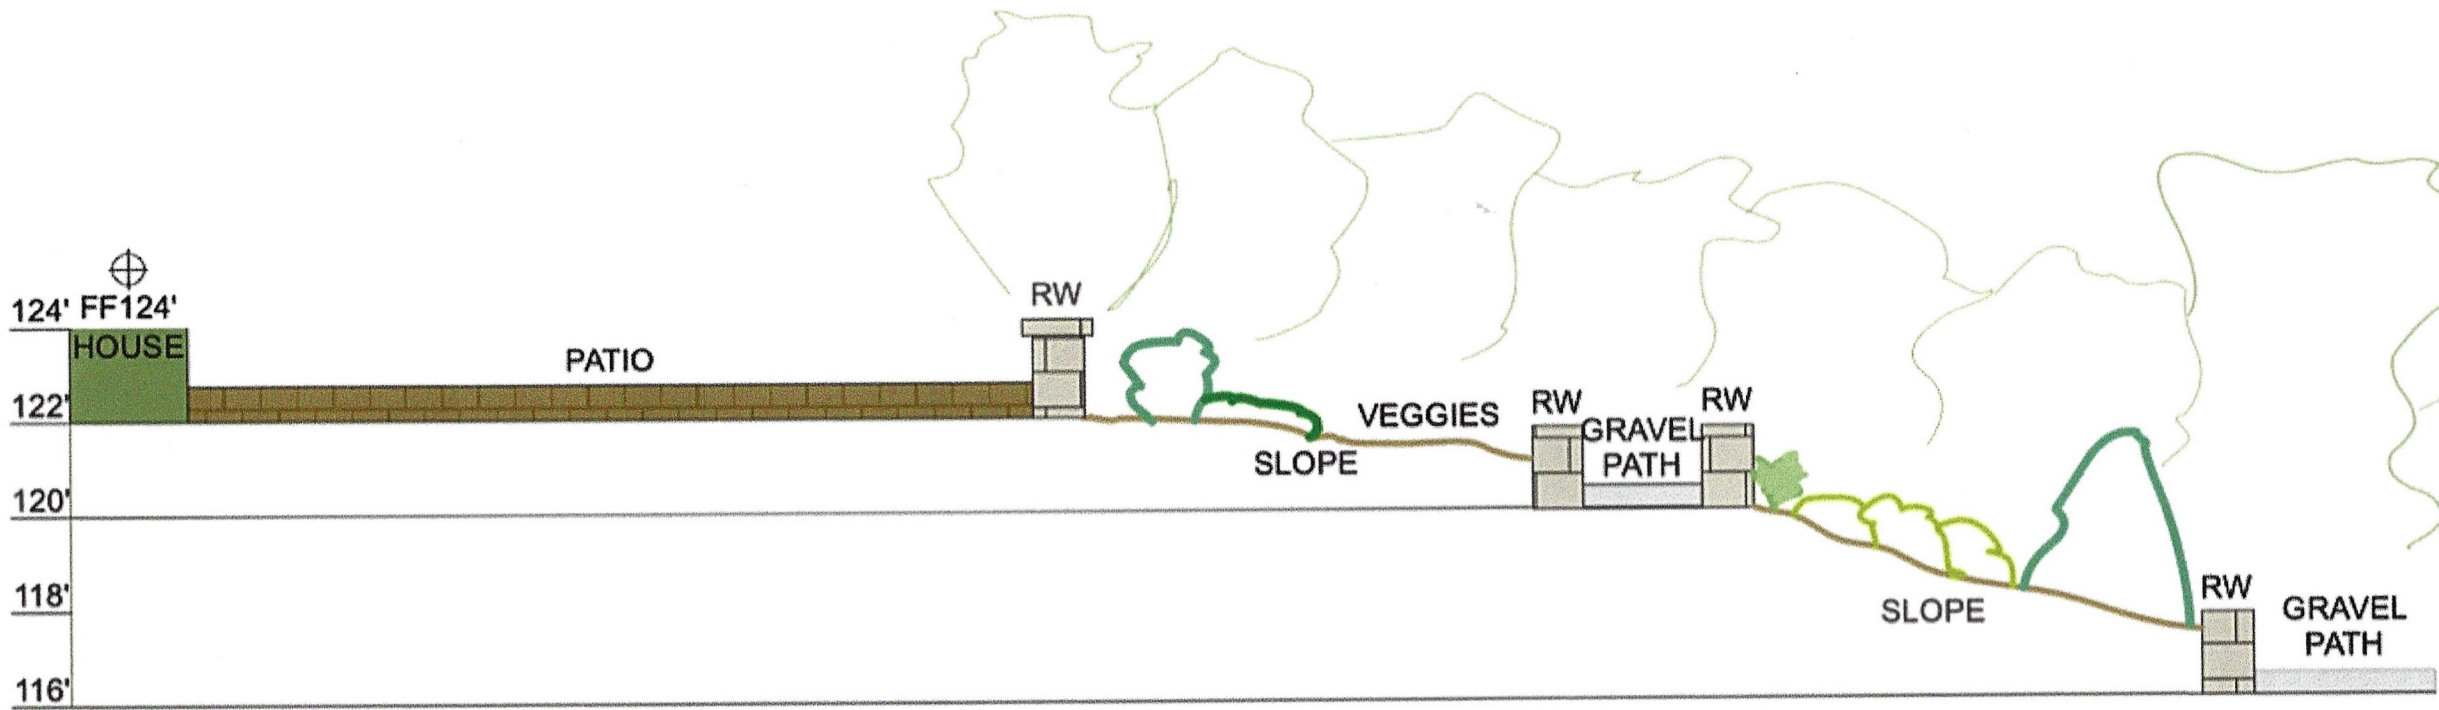 124' FF124'
HOUSE
122'
120'
118'
116'
PATIO
RW
VEGGIES
SLOPE
RW
GRAVEL
PATH
RW
SLOPE
RW
GRAVEL
PATH